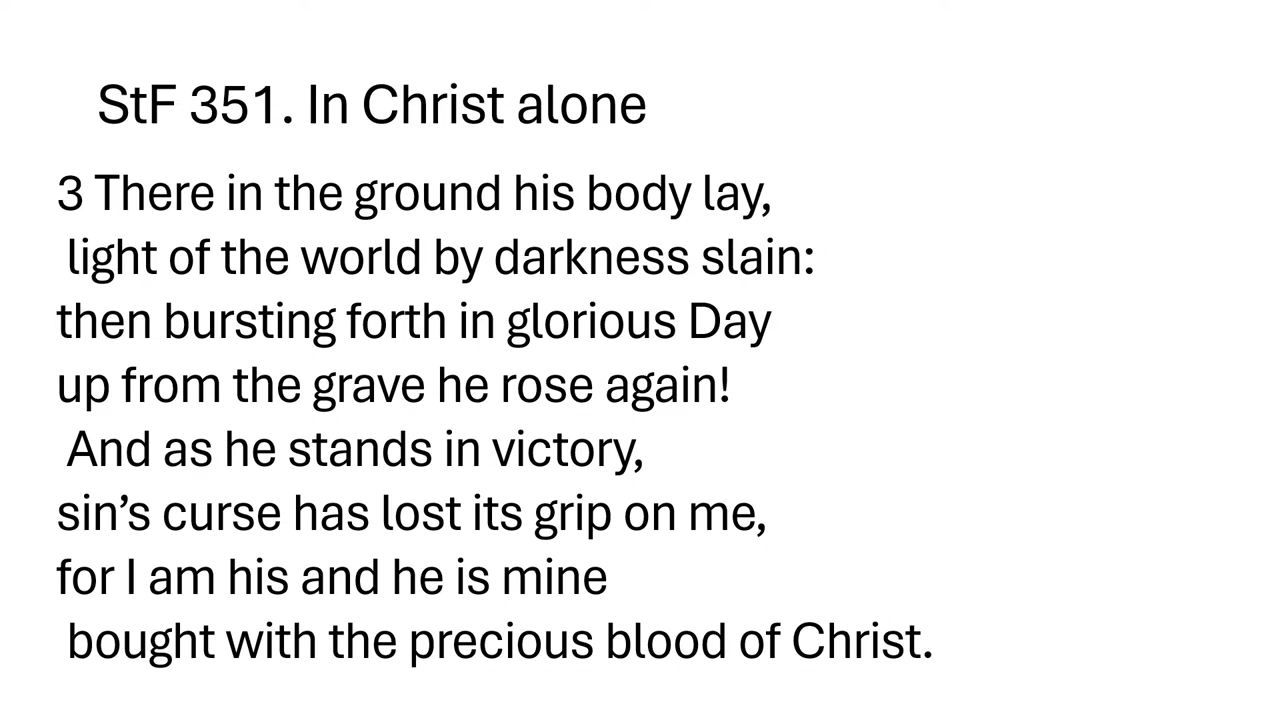 StF 351. In Christ alone
3 There in the ground his body lay,
light of the world by darkness slain:
then bursting forth in glorious Day
up from the grave he rose again!
And as he stands in victory,
sin’s curse has lost its grip on me,
for I am his and he is mine
bought with the precious blood of Christ.